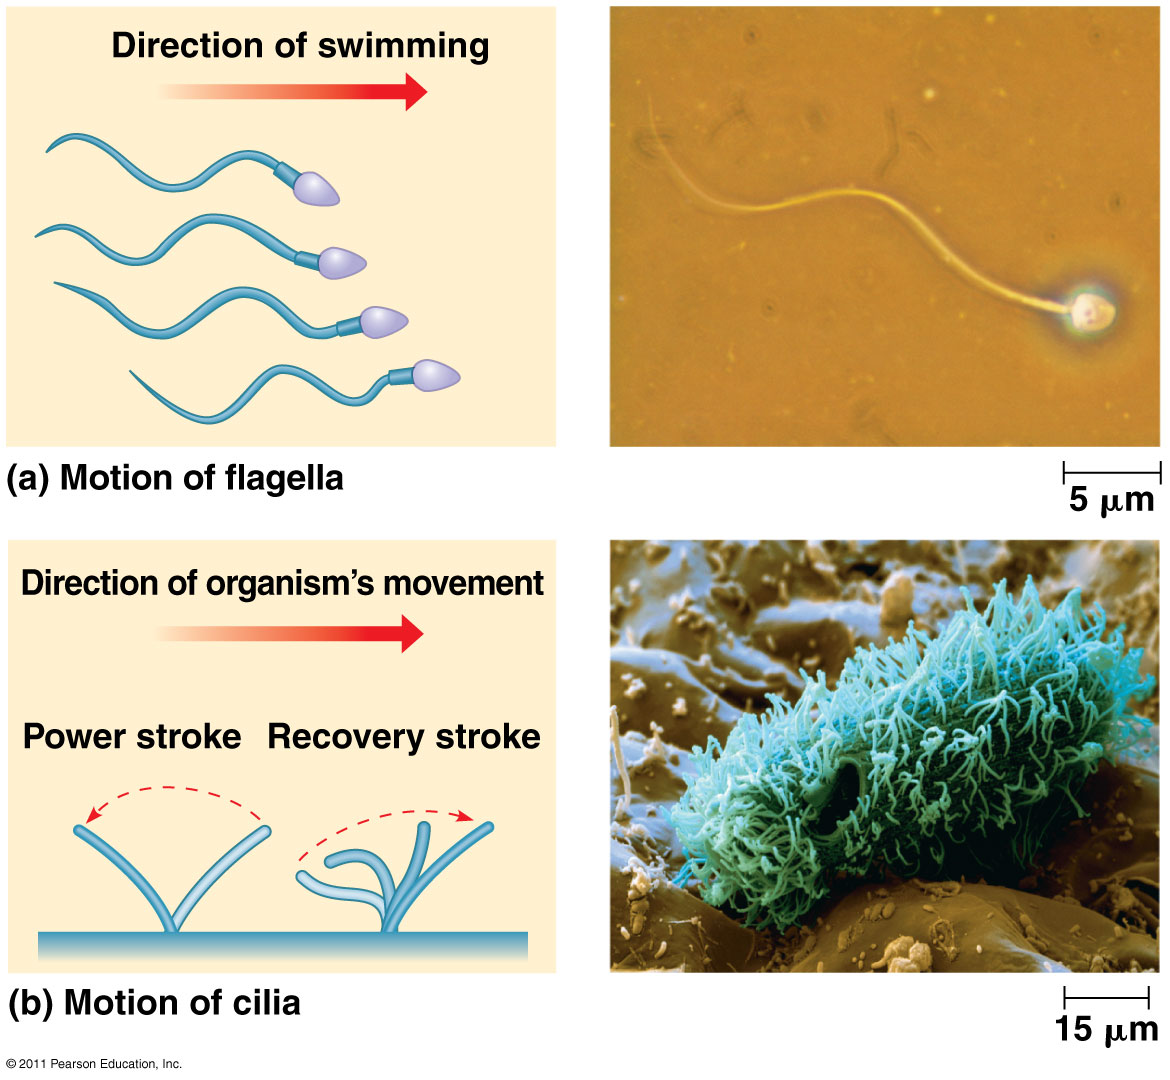 Direction of swimming
(a) Motion of flagella
5 μm
Direction of organism’s movement
Power stroke
Recovery stroke
(b) Motion of cilia
15 μm
© 2011 Pearson Education, Inc.